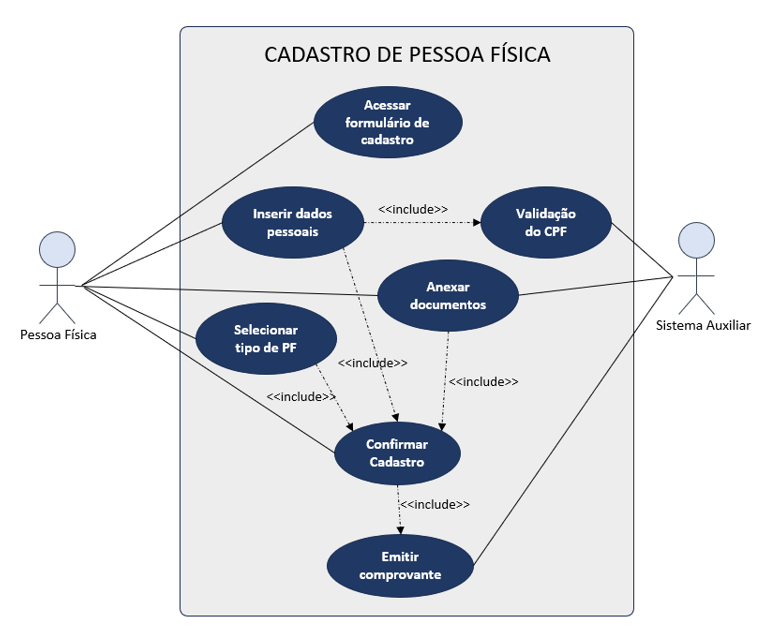 CADASTRO DE PESSOA FÍSICA
Acessar
formulário de
cadastro
Inserir dados
pessoais
<<include>>
Validação
do CPF
Anexar
documentos
Pessoa Física
Sistema Auxiliar
Selecionar
tipo de PF
<<include>>
<<include>>
<<include>>
Confirmar
Cadastro
<<include>>
Emitir
comprovante